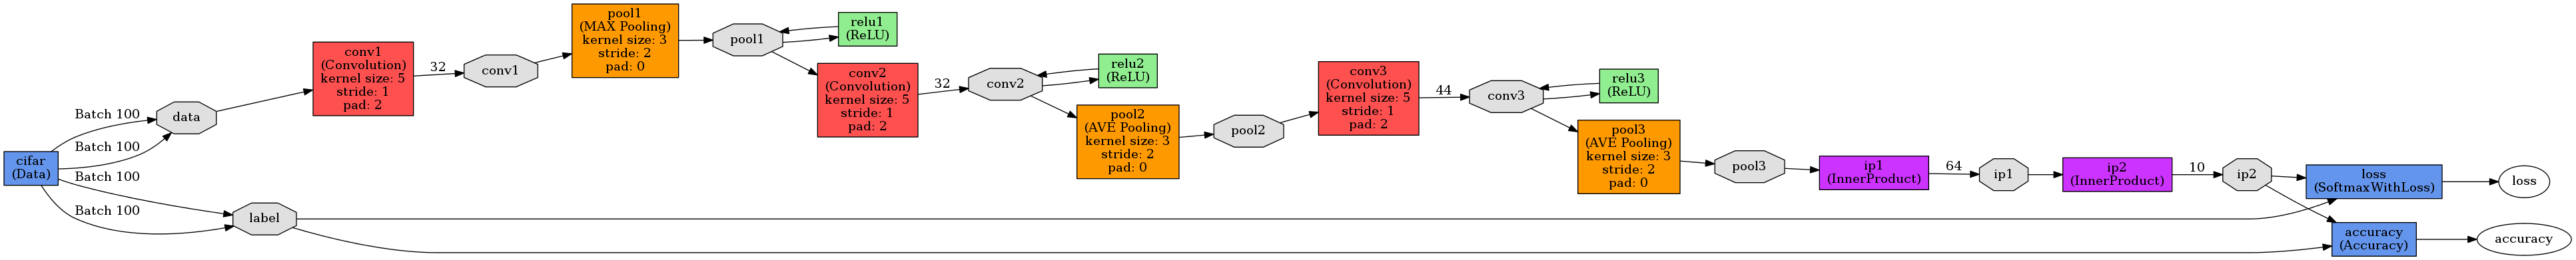 cifar
(Data)
Batch 100
Batch 100
Batch 100
Batch 100
data
label
conv1
(Convolution)
kernel size: 5
stride: 1
pad: 2
32
conv1
pool1
(MAX Pooling)
kernel size: 3
stride: 2
pad: 0
pool1
relu1
(ReLU)
conv2
(Convolution)
kernel size: 5
stride: 1
pad: 2
32
conv2
relu2
(ReLU)
pool2
(AVE Pooling)
kernel size: 3
stride: 2
pad: 0
pool2
conv3
(Convolution)
kernel size: 5
stride: 1
pad: 2
44
conv3
relu3
(ReLU)
pool3
(AVE Pooling)
kernel size: 3
stride: 2
pad: 0
pool3
ip1
(InnerProduct)
64
ip1
ip2
(InnerProduct)
10
ip2
loss
(SoftmaxWithLoss)
loss
accuracy
(Accuracy)
accuracy